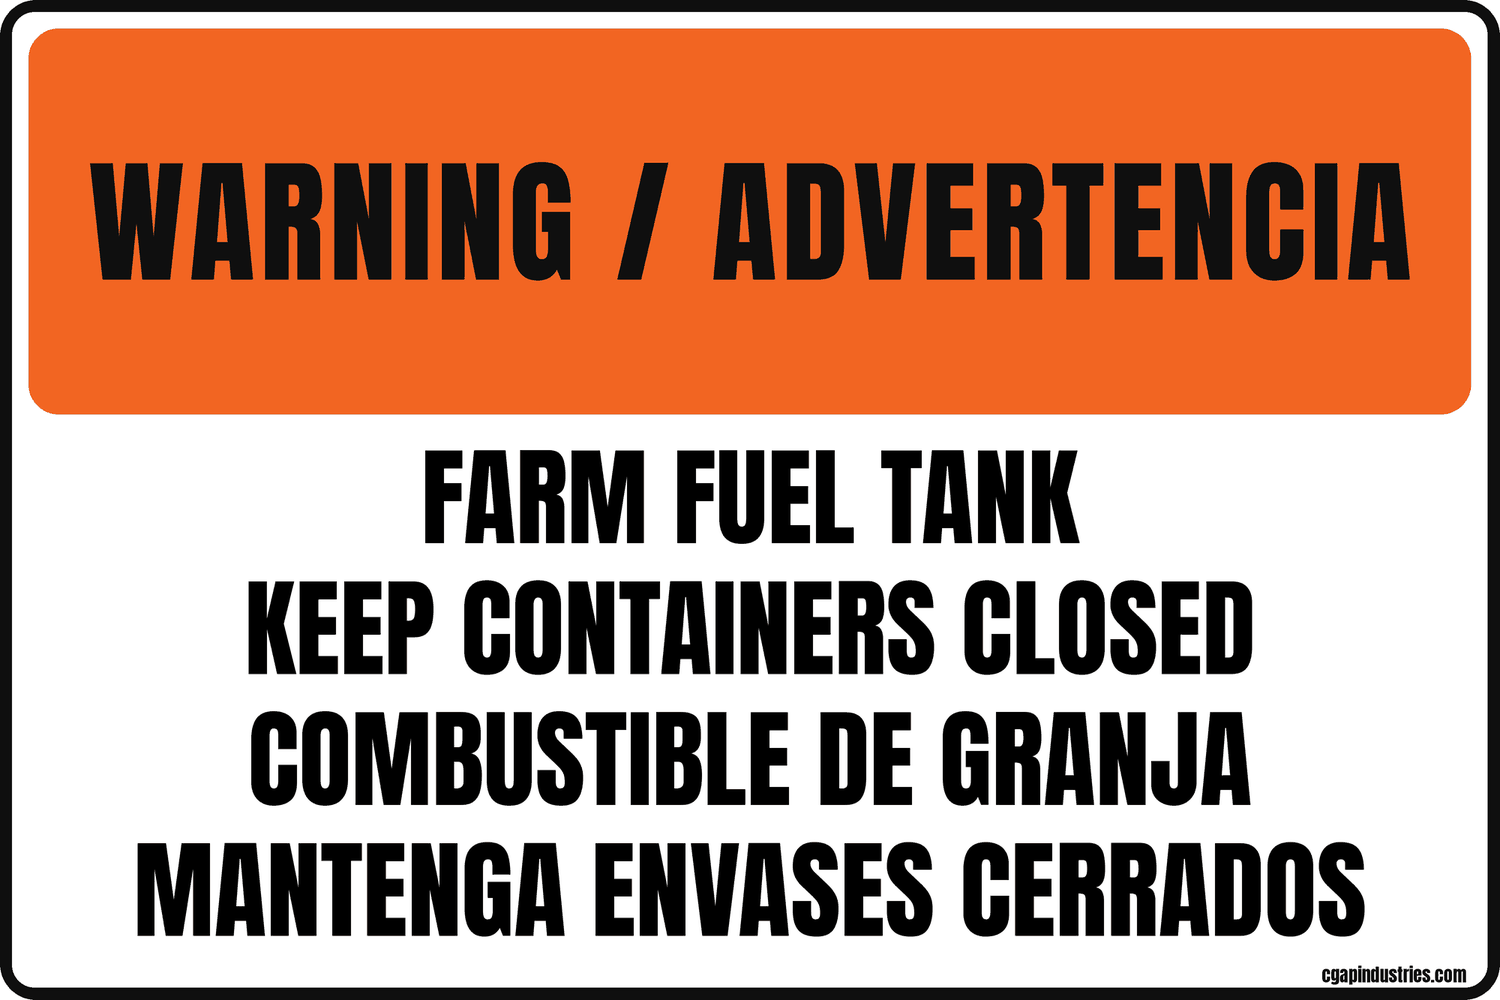 WARNING / ADVERTENCIA
FARM FUEL TANK
KEEP CONTAINERS CLOSED
COMBUSTIBLE DE GRANJA
MANTENGA ENVASES CERRADOS
cgapindustries.com